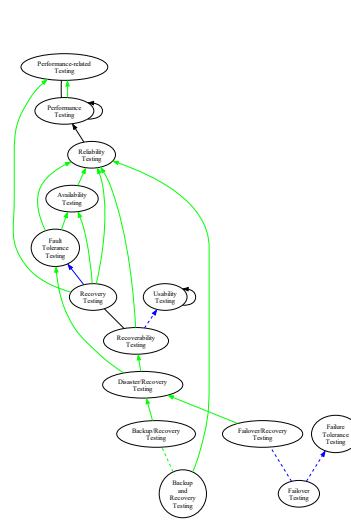 Performance-related
Testing
Performance
Testing
Reliability
Testing
Availability
Testing
Fault
Tolerance
Testing
Recovery
Testing
Usability
Testing
Recoverability
Testing
Disaster/Recovery
Testing
Backup/Recovery
Testing
Failover/Recovery
Testing
Failure
Tolerance
Testing
Backup
and
Recovery
Testing
Failover
Testing